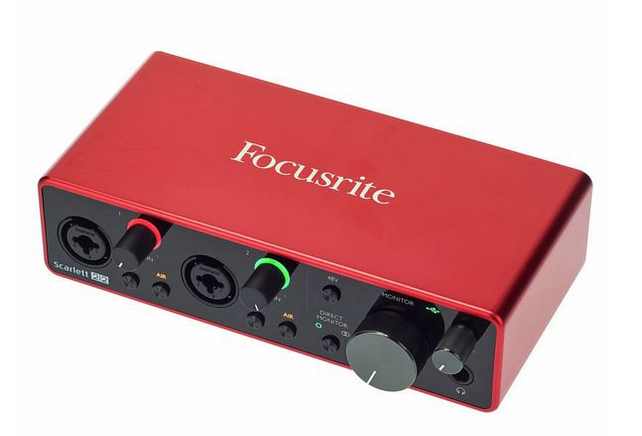 Focusrite
1
2
48V
MONITOR
AIR
AIR
DIRECT
MONITOR
Scarlett 2i2